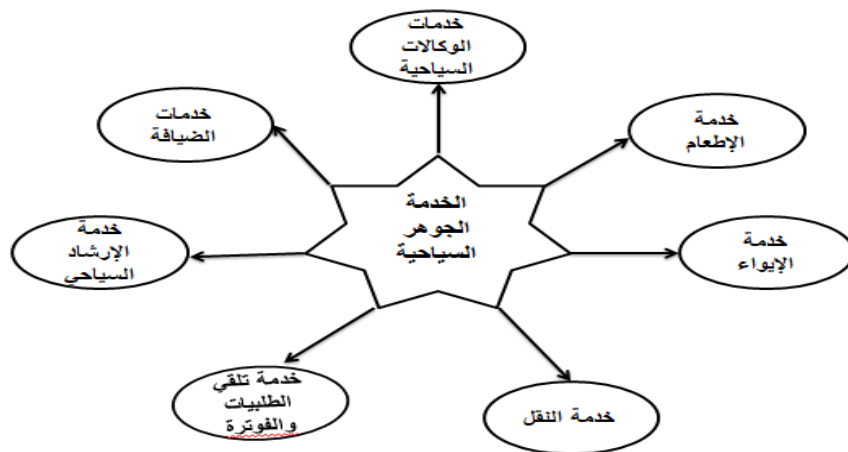 خدمات
الوكالات
السياحية
خدمة
الإطعام
خدمات
الضيافة
الخدمة
الجوهر
السياحية
خدمة
الإيواء
خدمة
الإرشاد
السياحي
خدمة النقل
خدمة تلقي
الطلبيات
والفوترة